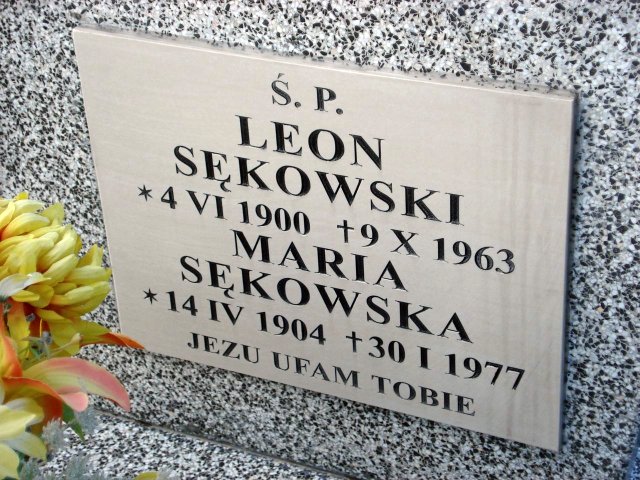 Ś. P.
LEON
SĘKOWSKI
* 4 VI 1900 † 9 X 1963
MARIA
SĘKOWSKA
* 14 IV 1904 † 30 I 1977
JEZU UFAM TOBIE